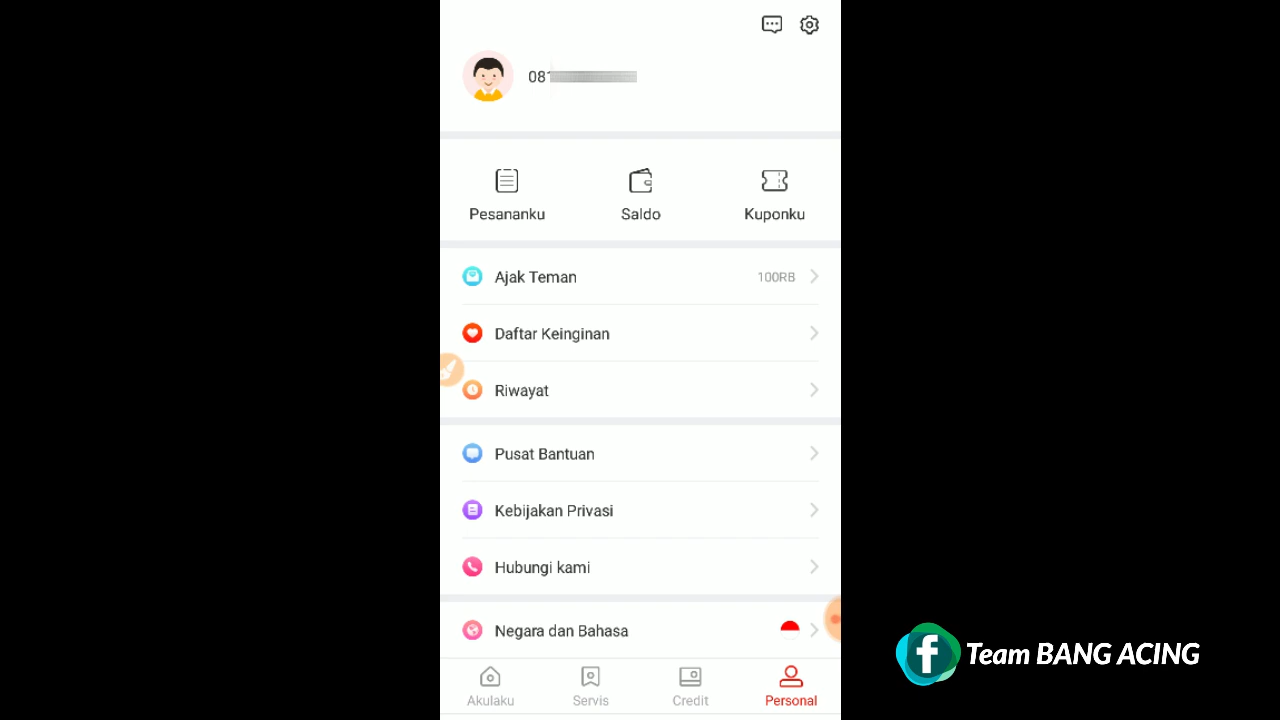 081
Pesananku
Saldo
Kuponku
Ajak Teman
100RB
Daftar Keinginan
Riwayat
Pusat Bantuan
Kebijakan Privasi
Hubungi kami
Negara dan Bahasa
Akulaku
Servis
Credit
Personal
f Team BANG ACING